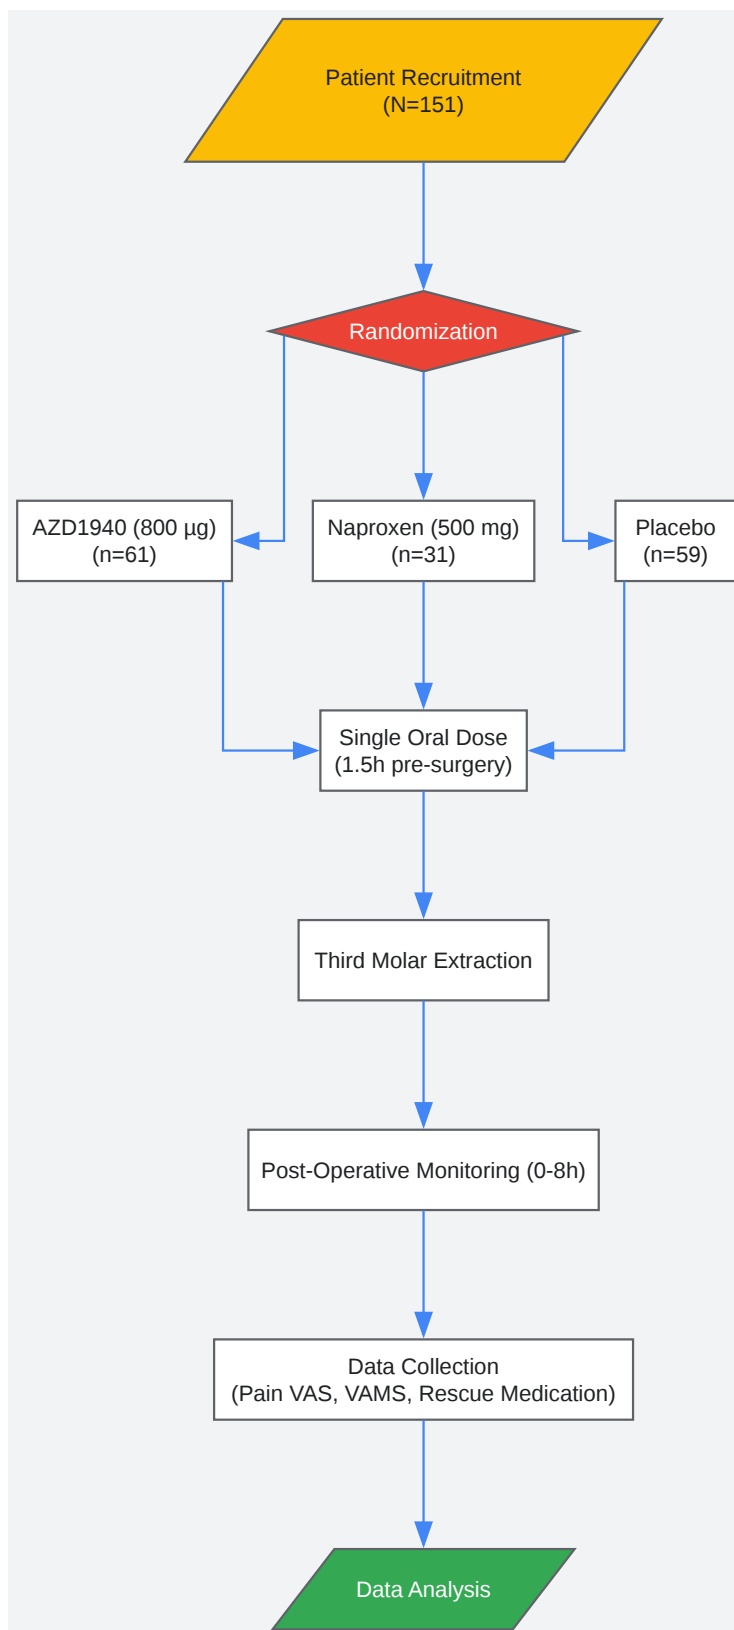 Patient Recruitment
(N=151)
Randomization
AZD1940 (800 µg)
(n=61)
Naproxen (500 mg)
(n=31)
Placebo
(n=59)
Single Oral Dose
(1.5h pre-surgery)
Third Molar Extraction
Post-Operative Monitoring (0-8h)
Data Collection
(Pain VAS, VAMS, Rescue Medication)
Data Analysis